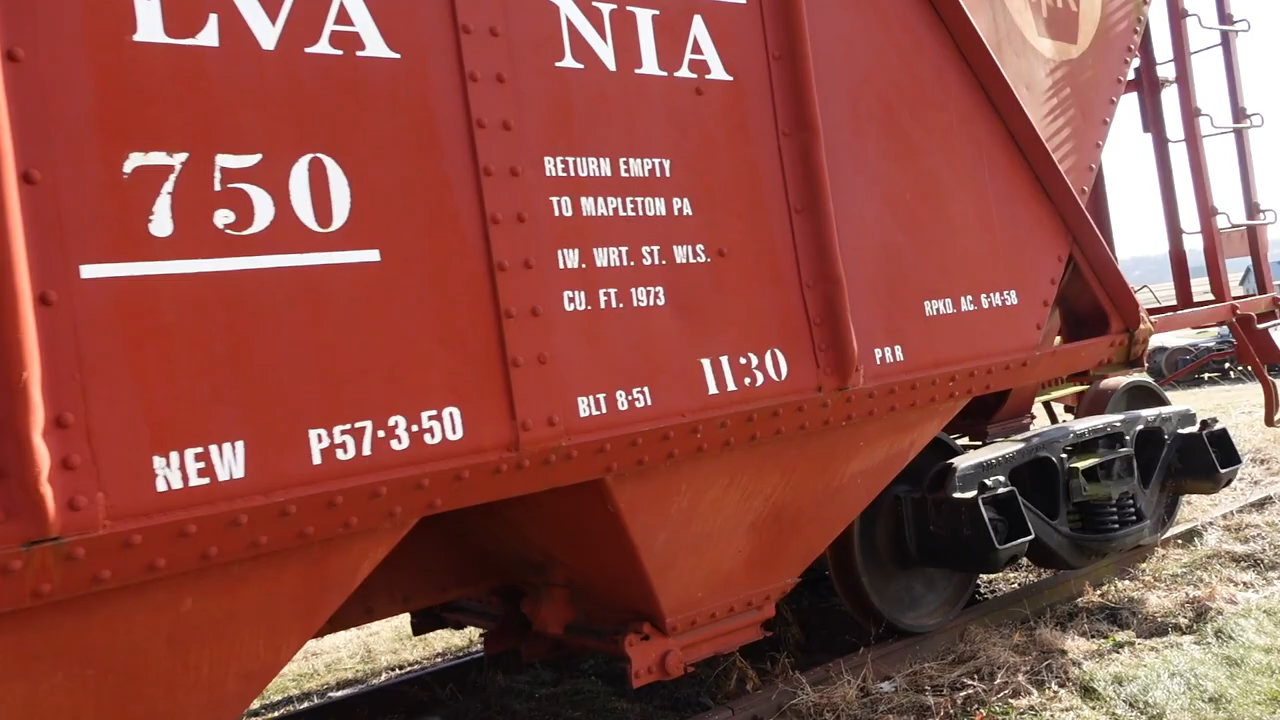 LVA NIA
750
RETURN EMPTY
TO MAPLETON PA
IW. WRT. ST. WLS.
CU. FT. 1973
RPKD. AC. 6·14·58
PRR
1130
BLT 8·51
NEW P57·3·50